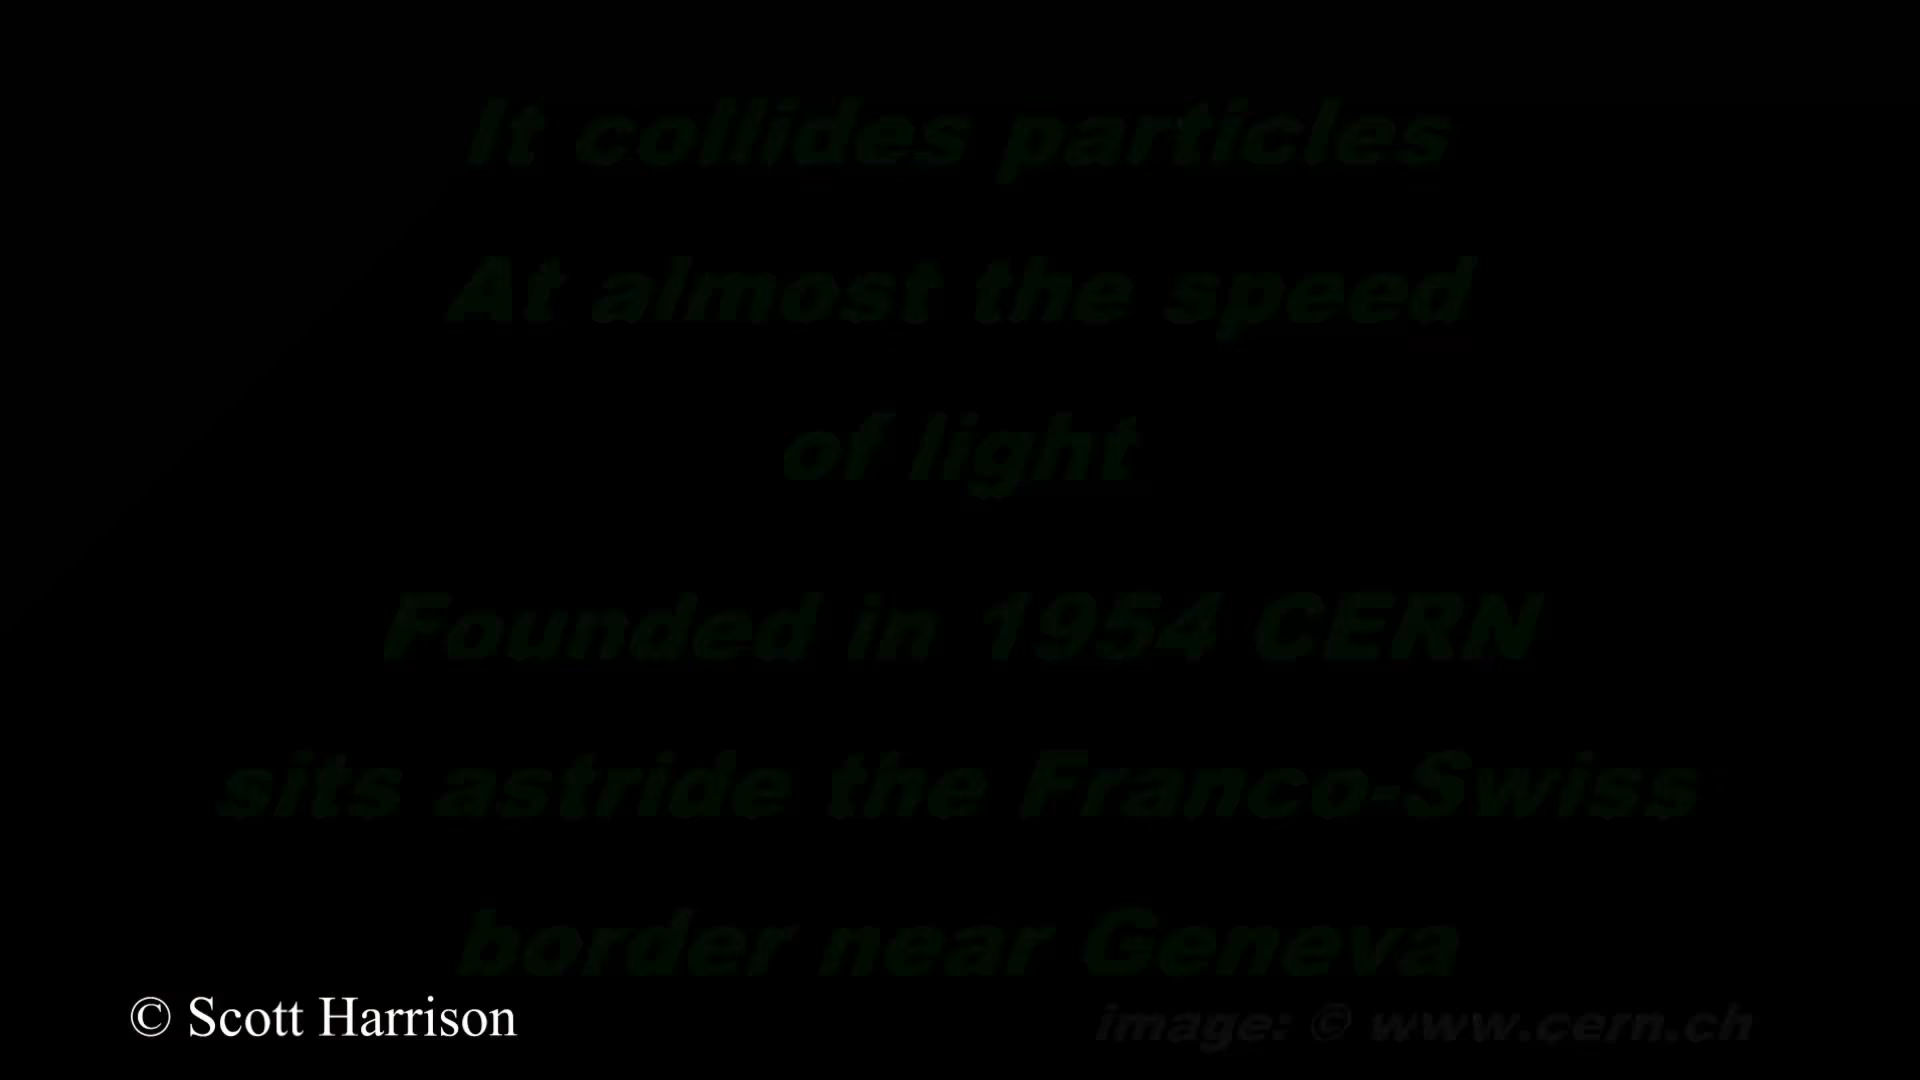 It collides particles
At almost the speed
of light
Founded in 1954 CERN
sits astride the Franco-Swiss
border near Geneva
© Scott Harrison
image: © www.cern.ch